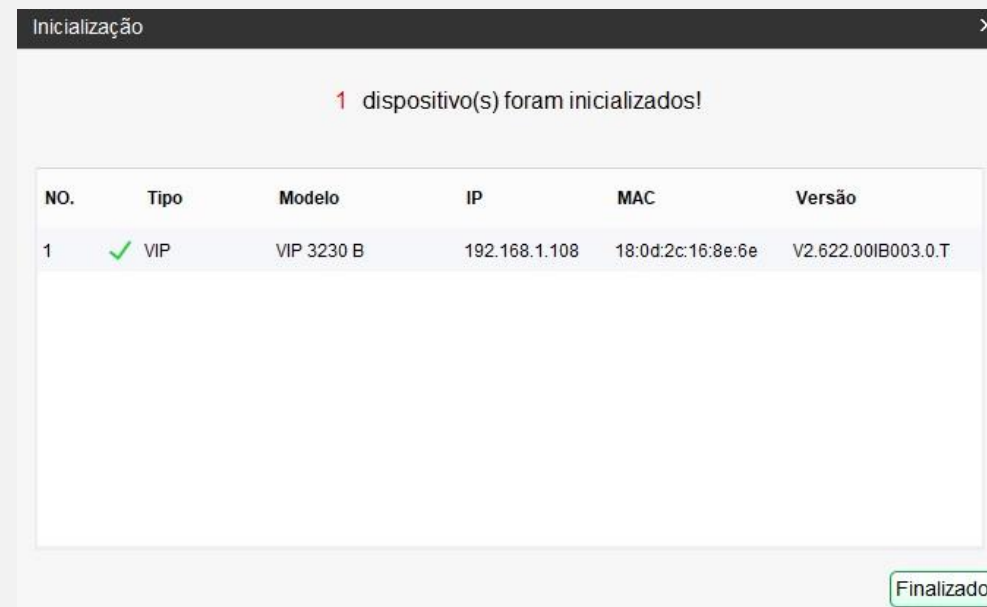 Inicialização
1 dispositivo(s) foram inicializados!
NO. Tipo Modelo IP MAC Versão
1 VIP VIP 3230 B 192.168.1.108 18:0d:2c:16:8e:6e V2.622.00IB003.0.T
Finalizado